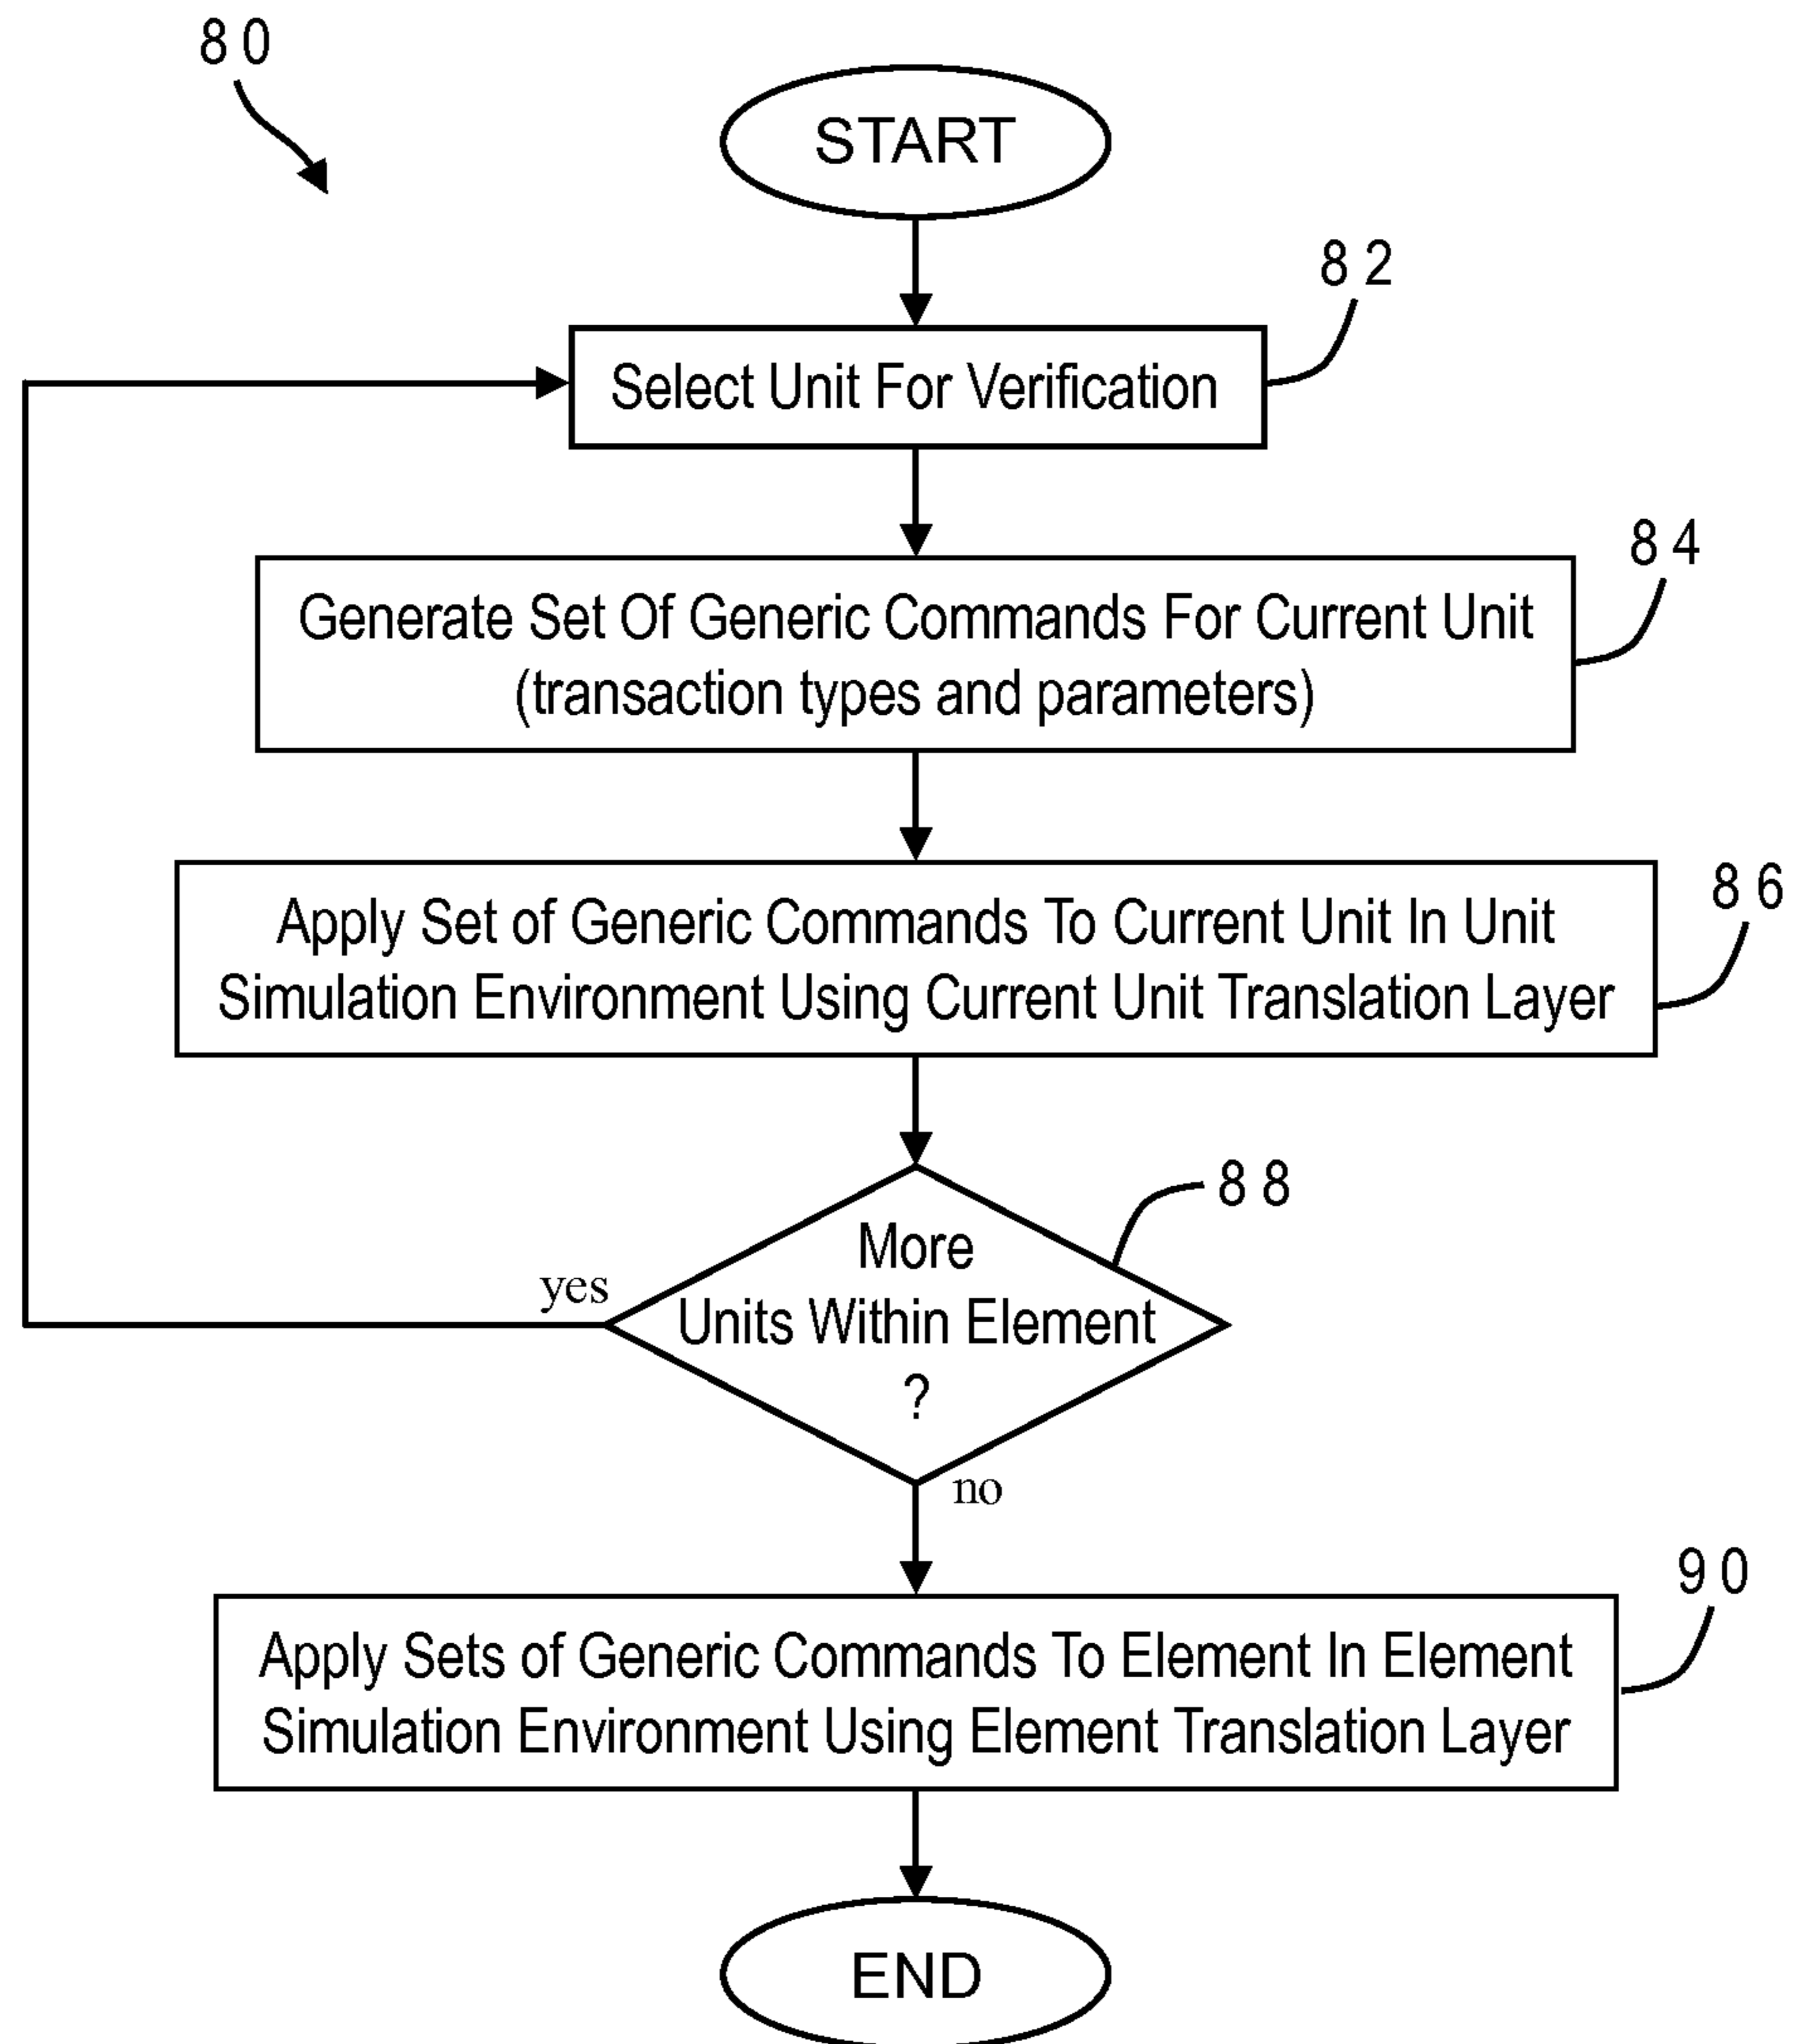 80
START
82
Select Unit For Verification
84
Generate Set Of Generic Commands For Current Unit
(transaction types and parameters)
86
Apply Set of Generic Commands To Current Unit In Unit
Simulation Environment Using Current Unit Translation Layer
88
More
Units Within Element
?
yes
no
90
Apply Sets of Generic Commands To Element In Element
Simulation Environment Using Element Translation Layer
END